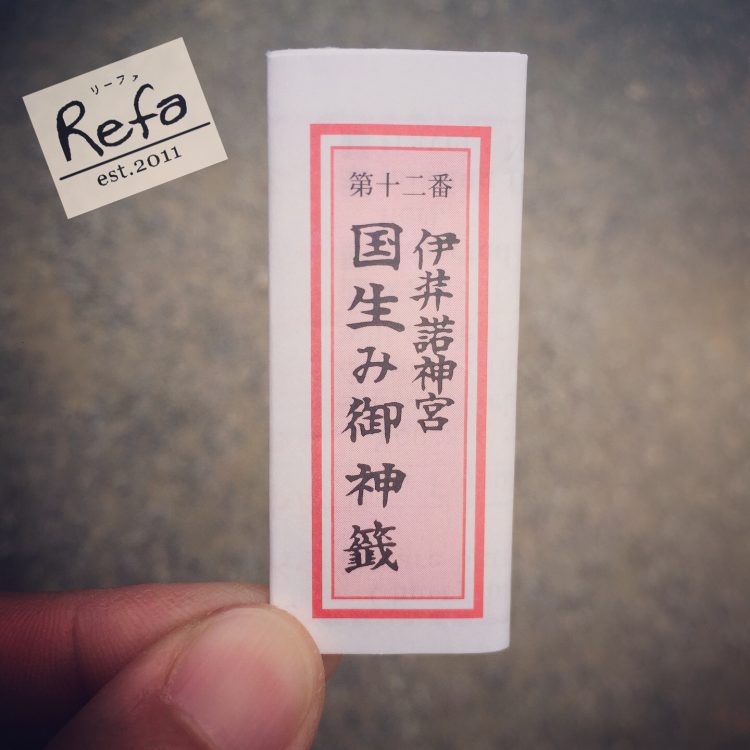 リーファ
Refa
est.2011
第十二番
伊弉諾神宮
国生み御神籤